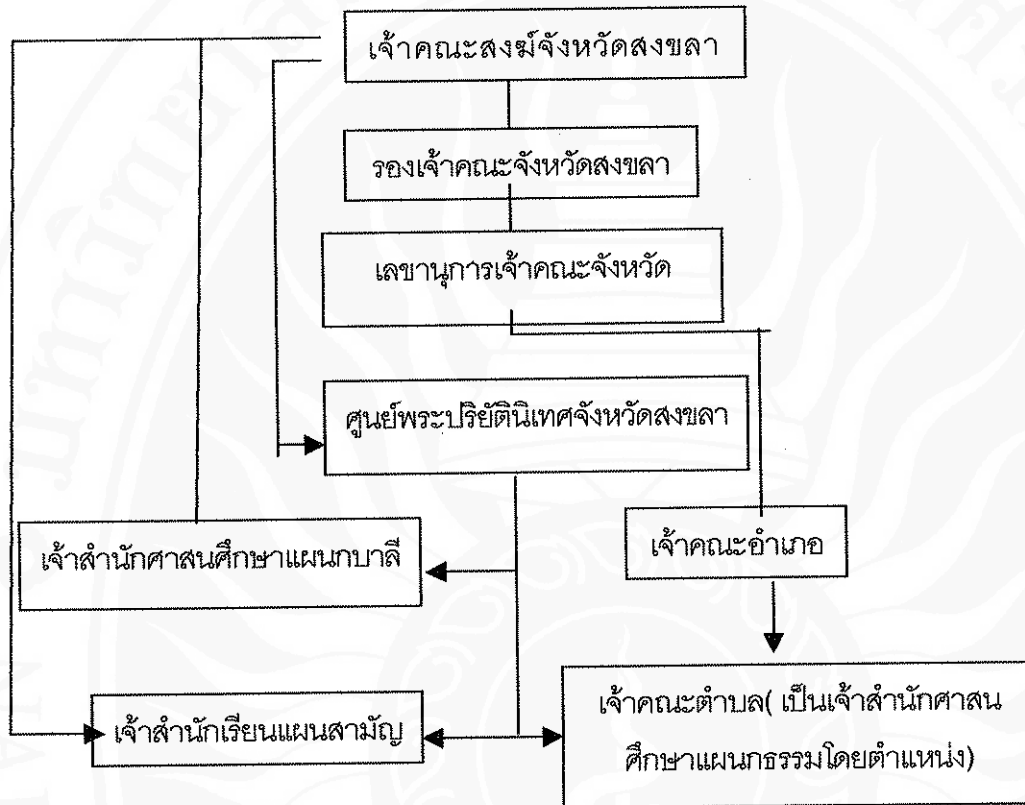 เจ้าคณะสงฆ์จังหวัดสงขลา
รองเจ้าคณะจังหวัดสงขลา
เลขานุการเจ้าคณะจังหวัด
ศูนย์พระปริยัตินิเทศจังหวัดสงขลา
เจ้าสำนักศาสนศึกษาแผนกบาลี
เจ้าคณะอำเภอ
เจ้าสำนักเรียนแผนสามัญ
เจ้าคณะตำบล( เป็นเจ้าสำนักศาสน
ศึกษาแผนกธรรมโดยตำแหน่ง)